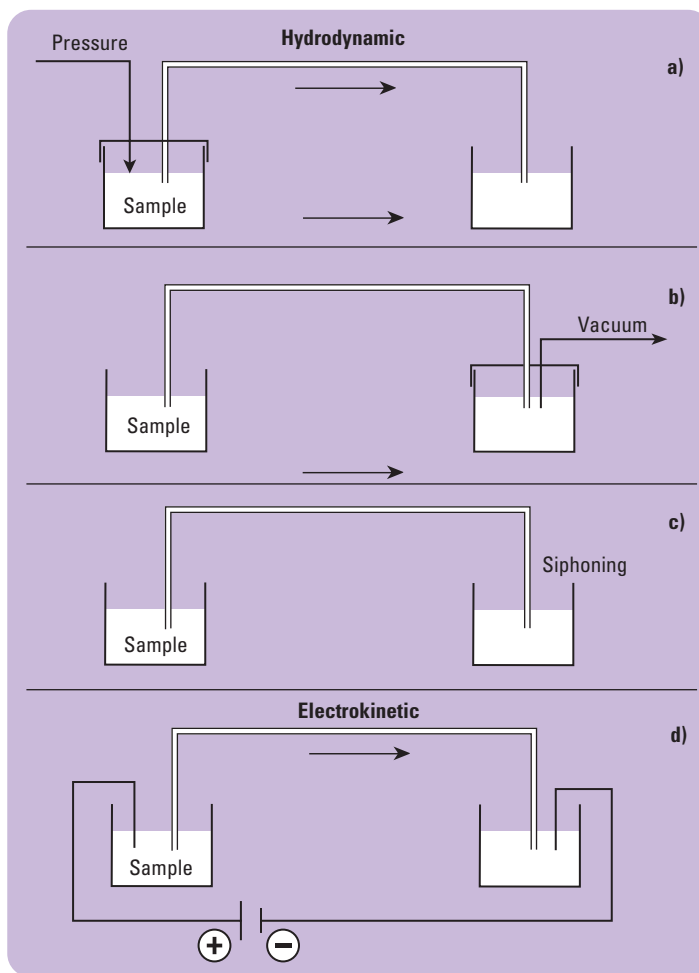 Hydrodynamic
Pressure
a)
Sample
b)
Vacuum
Sample
c)
Siphoning
Sample
Electrokinetic
d)
Sample
+ −